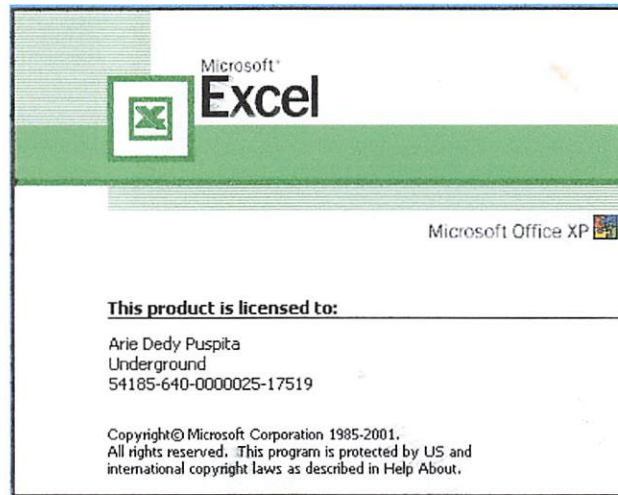 Microsoft®
Excel
Microsoft Office XP
This product is licensed to:
Arie Dedy Puspita
Underground
54185-640-0000025-17519
Copyright© Microsoft Corporation 1985-2001.
All rights reserved. This program is protected by US and
international copyright laws as described in Help About.